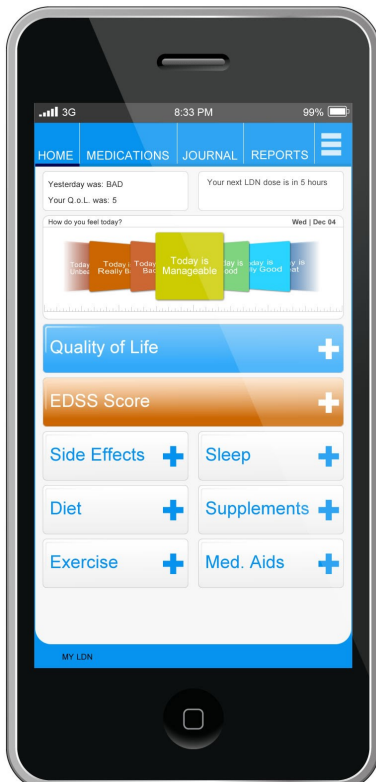 3G 8:33 PM 99%
HOME MEDICATIONS JOURNAL REPORTS
Yesterday was: BAD
Your Q.o.L. was: 5
Your next LDN dose is in 5 hours
How do you feel today? Wed | Dec 04
Today is Manageable
Quality of Life
EDSS Score
Side Effects
Sleep
Diet
Supplements
Exercise
Med. Aids
MY LDN